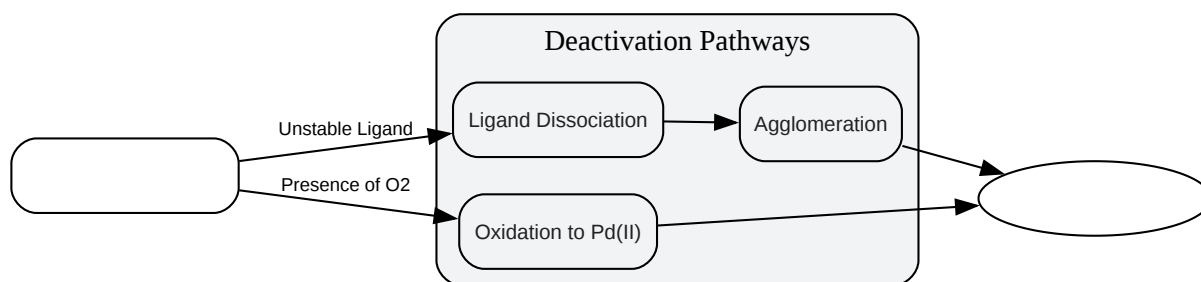 Deactivation Pathways
Unstable Ligand
Ligand Dissociation
Agglomeration
Presence of O2
Oxidation to Pd(II)